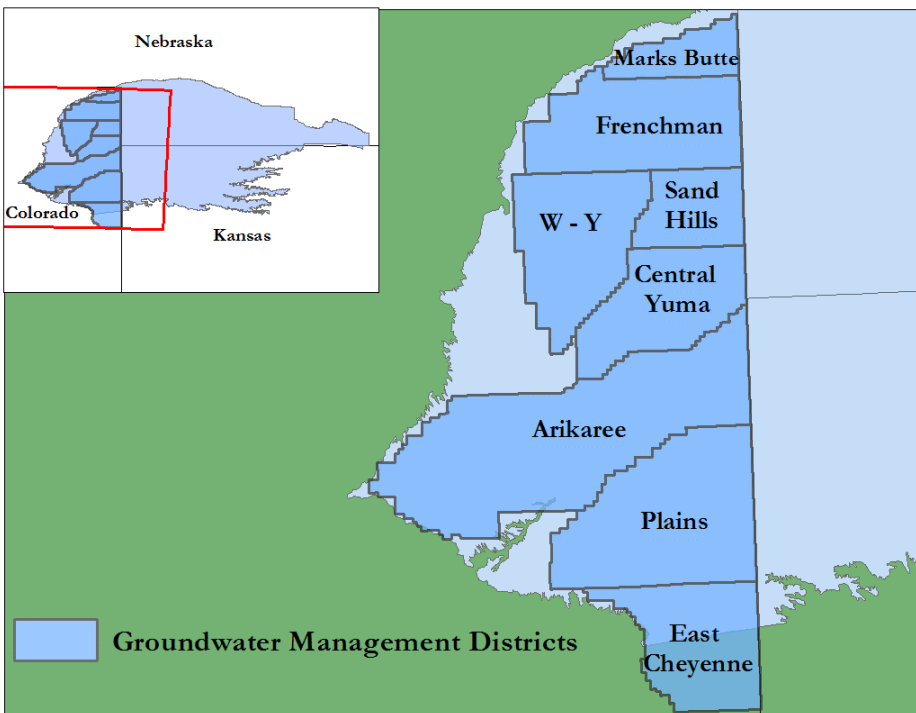 Nebraska
Colorado
Kansas
Marks Butte
Frenchman
Sand
Hills
W - Y
Central
Yuma
Arikaree
Plains
East
Cheyenne
Groundwater Management Districts